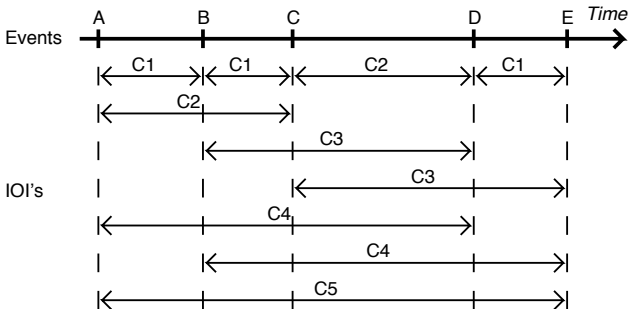 A B C D E Time
Events
C1 C1 C2 C1
C2
C3
IOI's
C3
C4
C4
C5